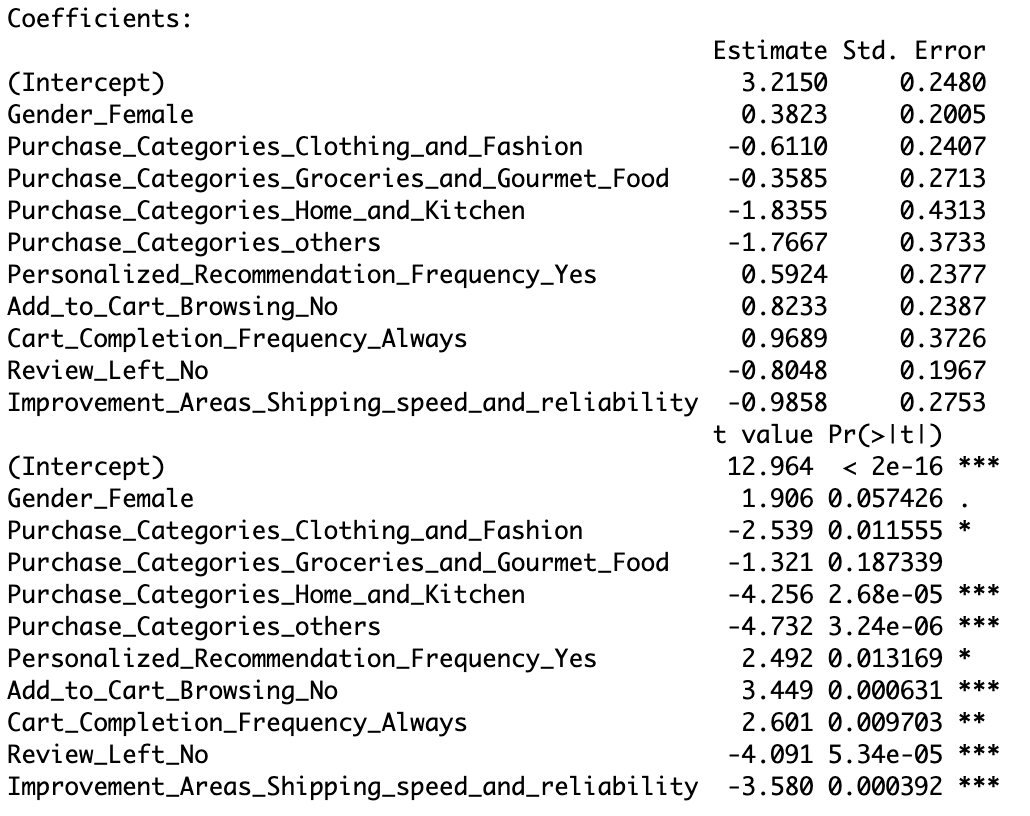 Coefficients:
Estimate Std. Error
(Intercept) 3.2150 0.2480
Gender_Female 0.3823 0.2005
Purchase_Categories_Clothing_and_Fashion -0.6110 0.2407
Purchase_Categories_Groceries_and_Gourmet_Food -0.3585 0.2713
Purchase_Categories_Home_and_Kitchen -1.8355 0.4313
Purchase_Categories_others -1.7667 0.3733
Personalized_Recommendation_Frequency_Yes 0.5924 0.2377
Add_to_Cart_Browsing_No 0.8233 0.2387
Cart_Completion_Frequency_Always 0.9689 0.3726
Review_Left_No -0.8048 0.1967
Improvement_Areas_Shipping_speed_and_reliability -0.9858 0.2753
t value Pr(>|t|)
(Intercept) 12.964 < 2e-16 ***
Gender_Female 1.906 0.057426 .
Purchase_Categories_Clothing_and_Fashion -2.539 0.011555 *
Purchase_Categories_Groceries_and_Gourmet_Food -1.321 0.187339
Purchase_Categories_Home_and_Kitchen -4.256 2.68e-05 ***
Purchase_Categories_others -4.732 3.24e-06 ***
Personalized_Recommendation_Frequency_Yes 2.492 0.013169 *
Add_to_Cart_Browsing_No 3.449 0.000631 ***
Cart_Completion_Frequency_Always 2.601 0.009703 **
Review_Left_No -4.091 5.34e-05 ***
Improvement_Areas_Shipping_speed_and_reliability -3.580 0.000392 ***